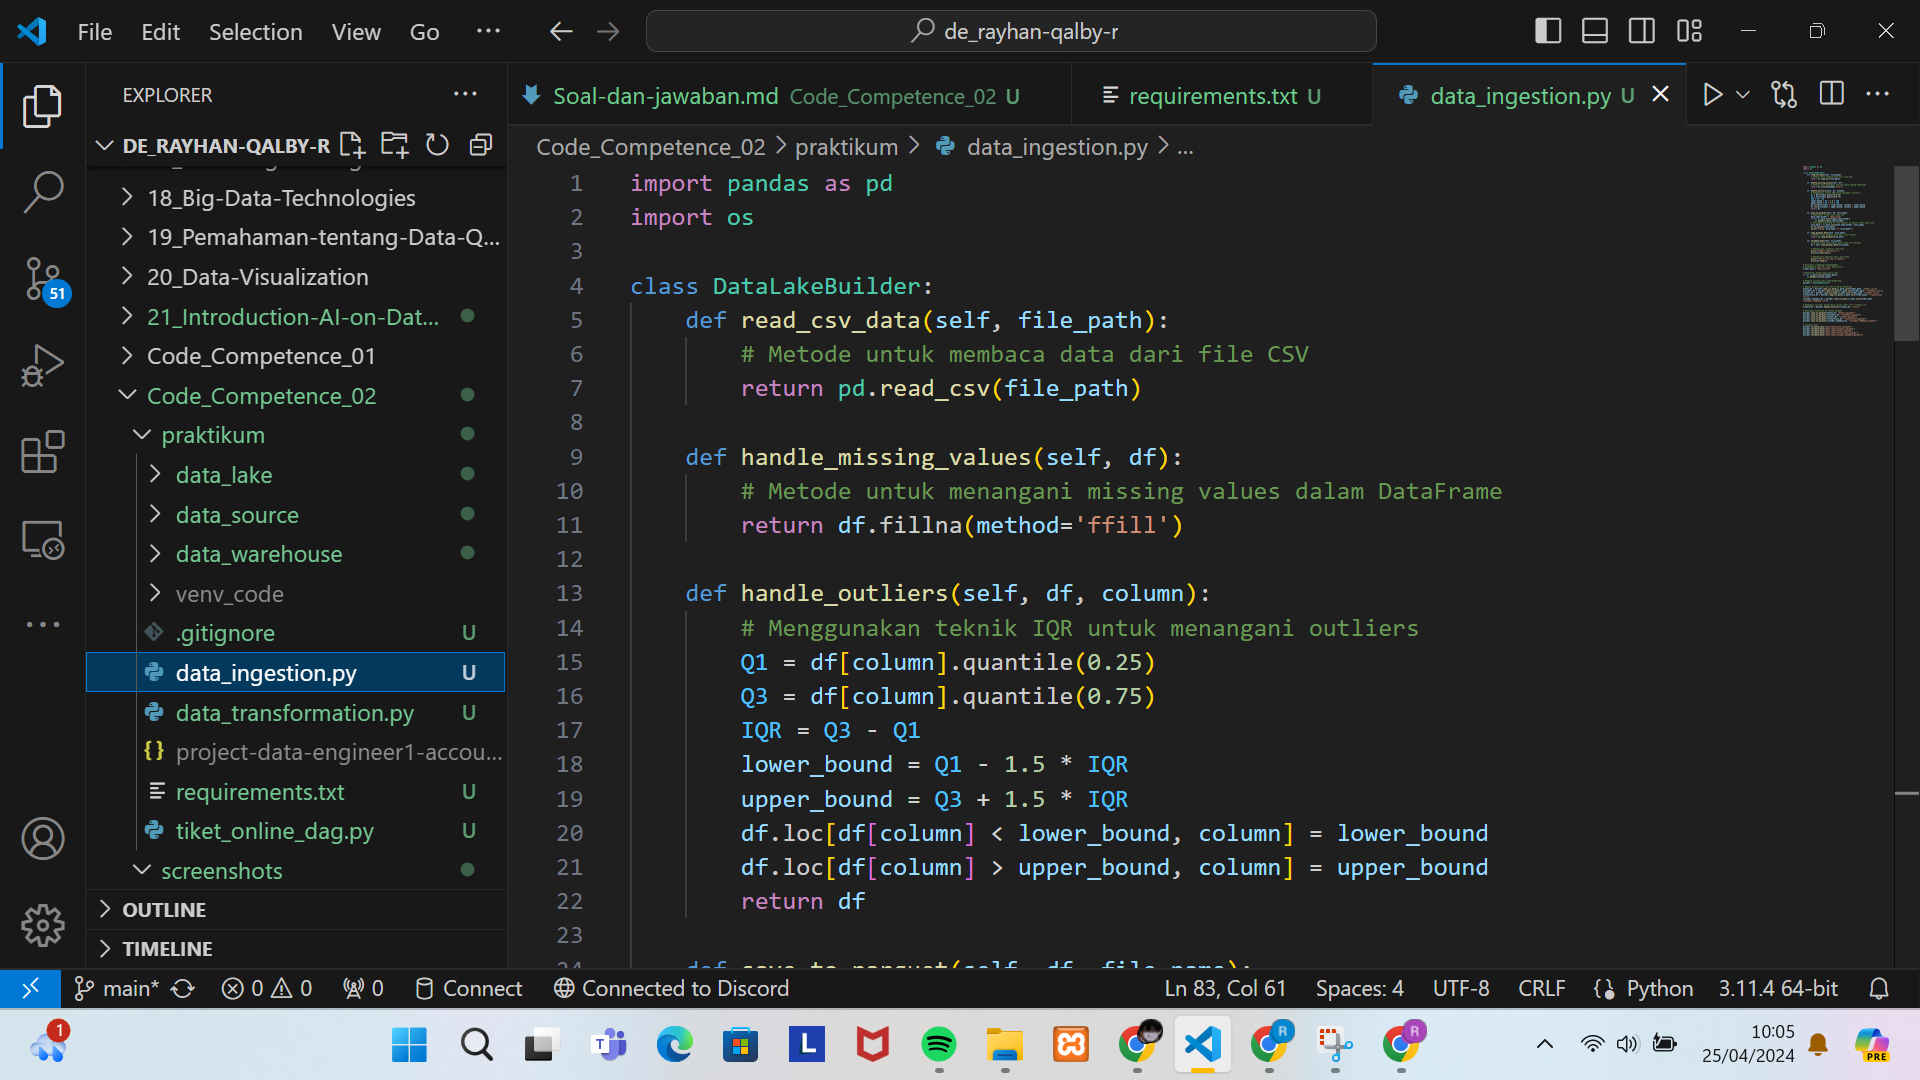 File Edit Selection View Go ... de_rayhan-qalby-r
EXPLORER ...
Soal-dan-jawaban.md Code_Competence_02 U
requirements.txt U
data_ingestion.py U
DE_RAYHAN-QALBY-R
Code_Competence_02 > praktikum > data_ingestion.py > ...
18_Big-Data-Technologies
19_Pemahaman-tentang-Data-Q...
20_Data-Visualization
21_Introduction-AI-on-Dat...
Code_Competence_01
Code_Competence_02
praktikum
data_lake
data_source
data_warehouse
venv_code
.gitignore U
data_ingestion.py U
data_transformation.py U
project-data-engineer1-accou...
requirements.txt U
tiket_online_dag.py U
screenshots
OUTLINE
TIMELINE
51
1 import pandas as pd
2 import os
3
4 class DataLakeBuilder:
5 def read_csv_data(self, file_path):
6 # Metode untuk membaca data dari file CSV
7 return pd.read_csv(file_path)
8
9 def handle_missing_values(self, df):
10 # Metode untuk menangani missing values dalam DataFrame
11 return df.fillna(method='ffill')
12
13 def handle_outliers(self, df, column):
14 # Menggunakan teknik IQR untuk menangani outliers
15 Q1 = df[column].quantile(0.25)
16 Q3 = df[column].quantile(0.75)
17 IQR = Q3 - Q1
18 lower_bound = Q1 - 1.5 * IQR
19 upper_bound = Q3 + 1.5 * IQR
20 df.loc[df[column] < lower_bound, column] = lower_bound
21 df.loc[df[column] > upper_bound, column] = upper_bound
22 return df
23
24 def save_to_parquet(self, df, file_name):
main* 0 0 0 Connect Connected to Discord Ln 83, Col 61 Spaces: 4 UTF-8 CRLF Python 3.11.4 64-bit
1
L
R
R
PRE
10:05
25/04/2024